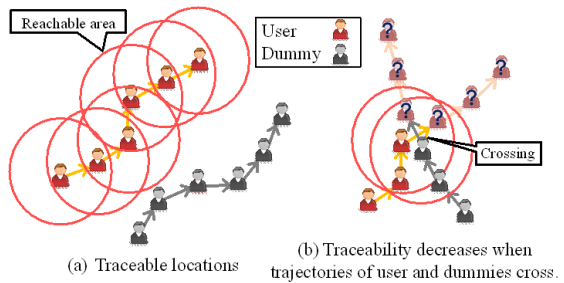 Reachable area
User
Dummy
?
?
?
?
?
Crossing
(a) Traceable locations
(b) Traceability decreases when
trajectories of user and dummies cross.